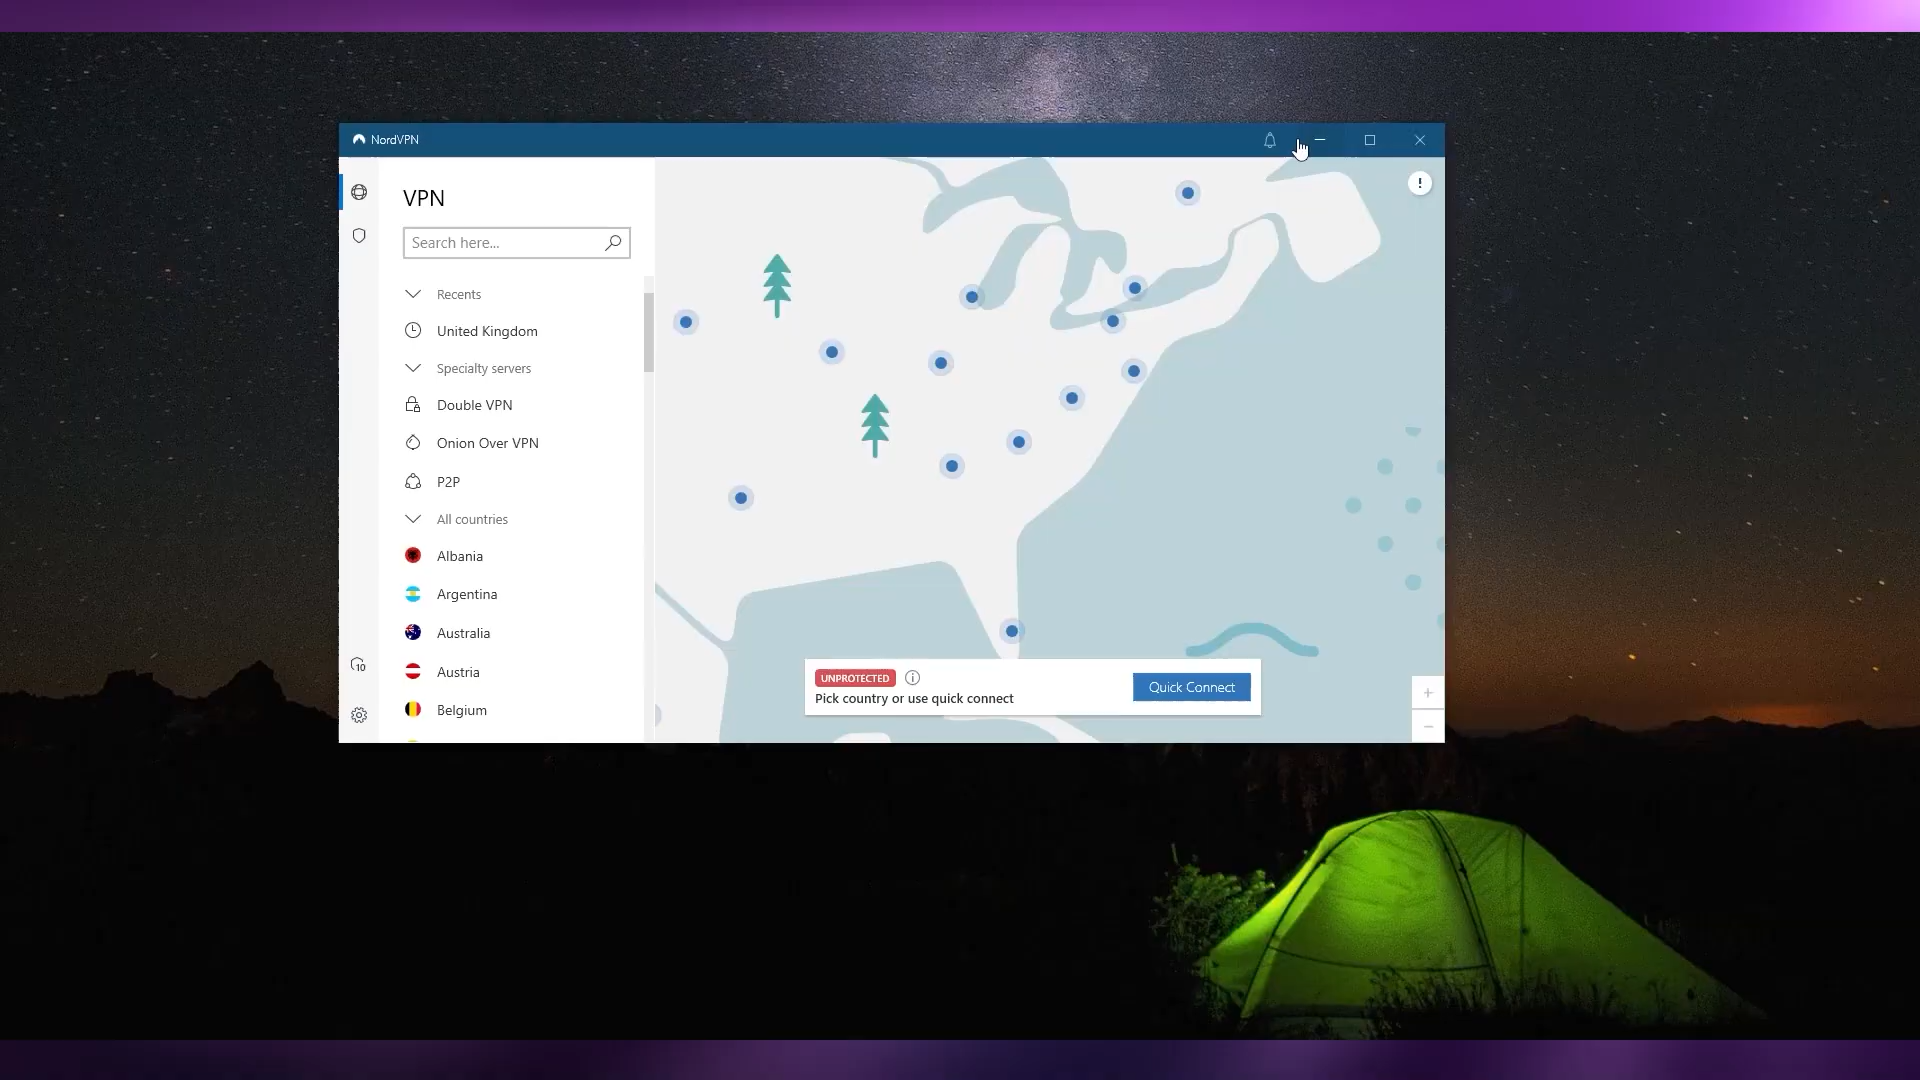 NordVPN
VPN
Search here...
Recents
United Kingdom
Specialty servers
Double VPN
Onion Over VPN
P2P
All countries
Albania
Argentina
Australia
Austria
Belgium
10
!
UNPROTECTED
Pick country or use quick connect
Quick Connect